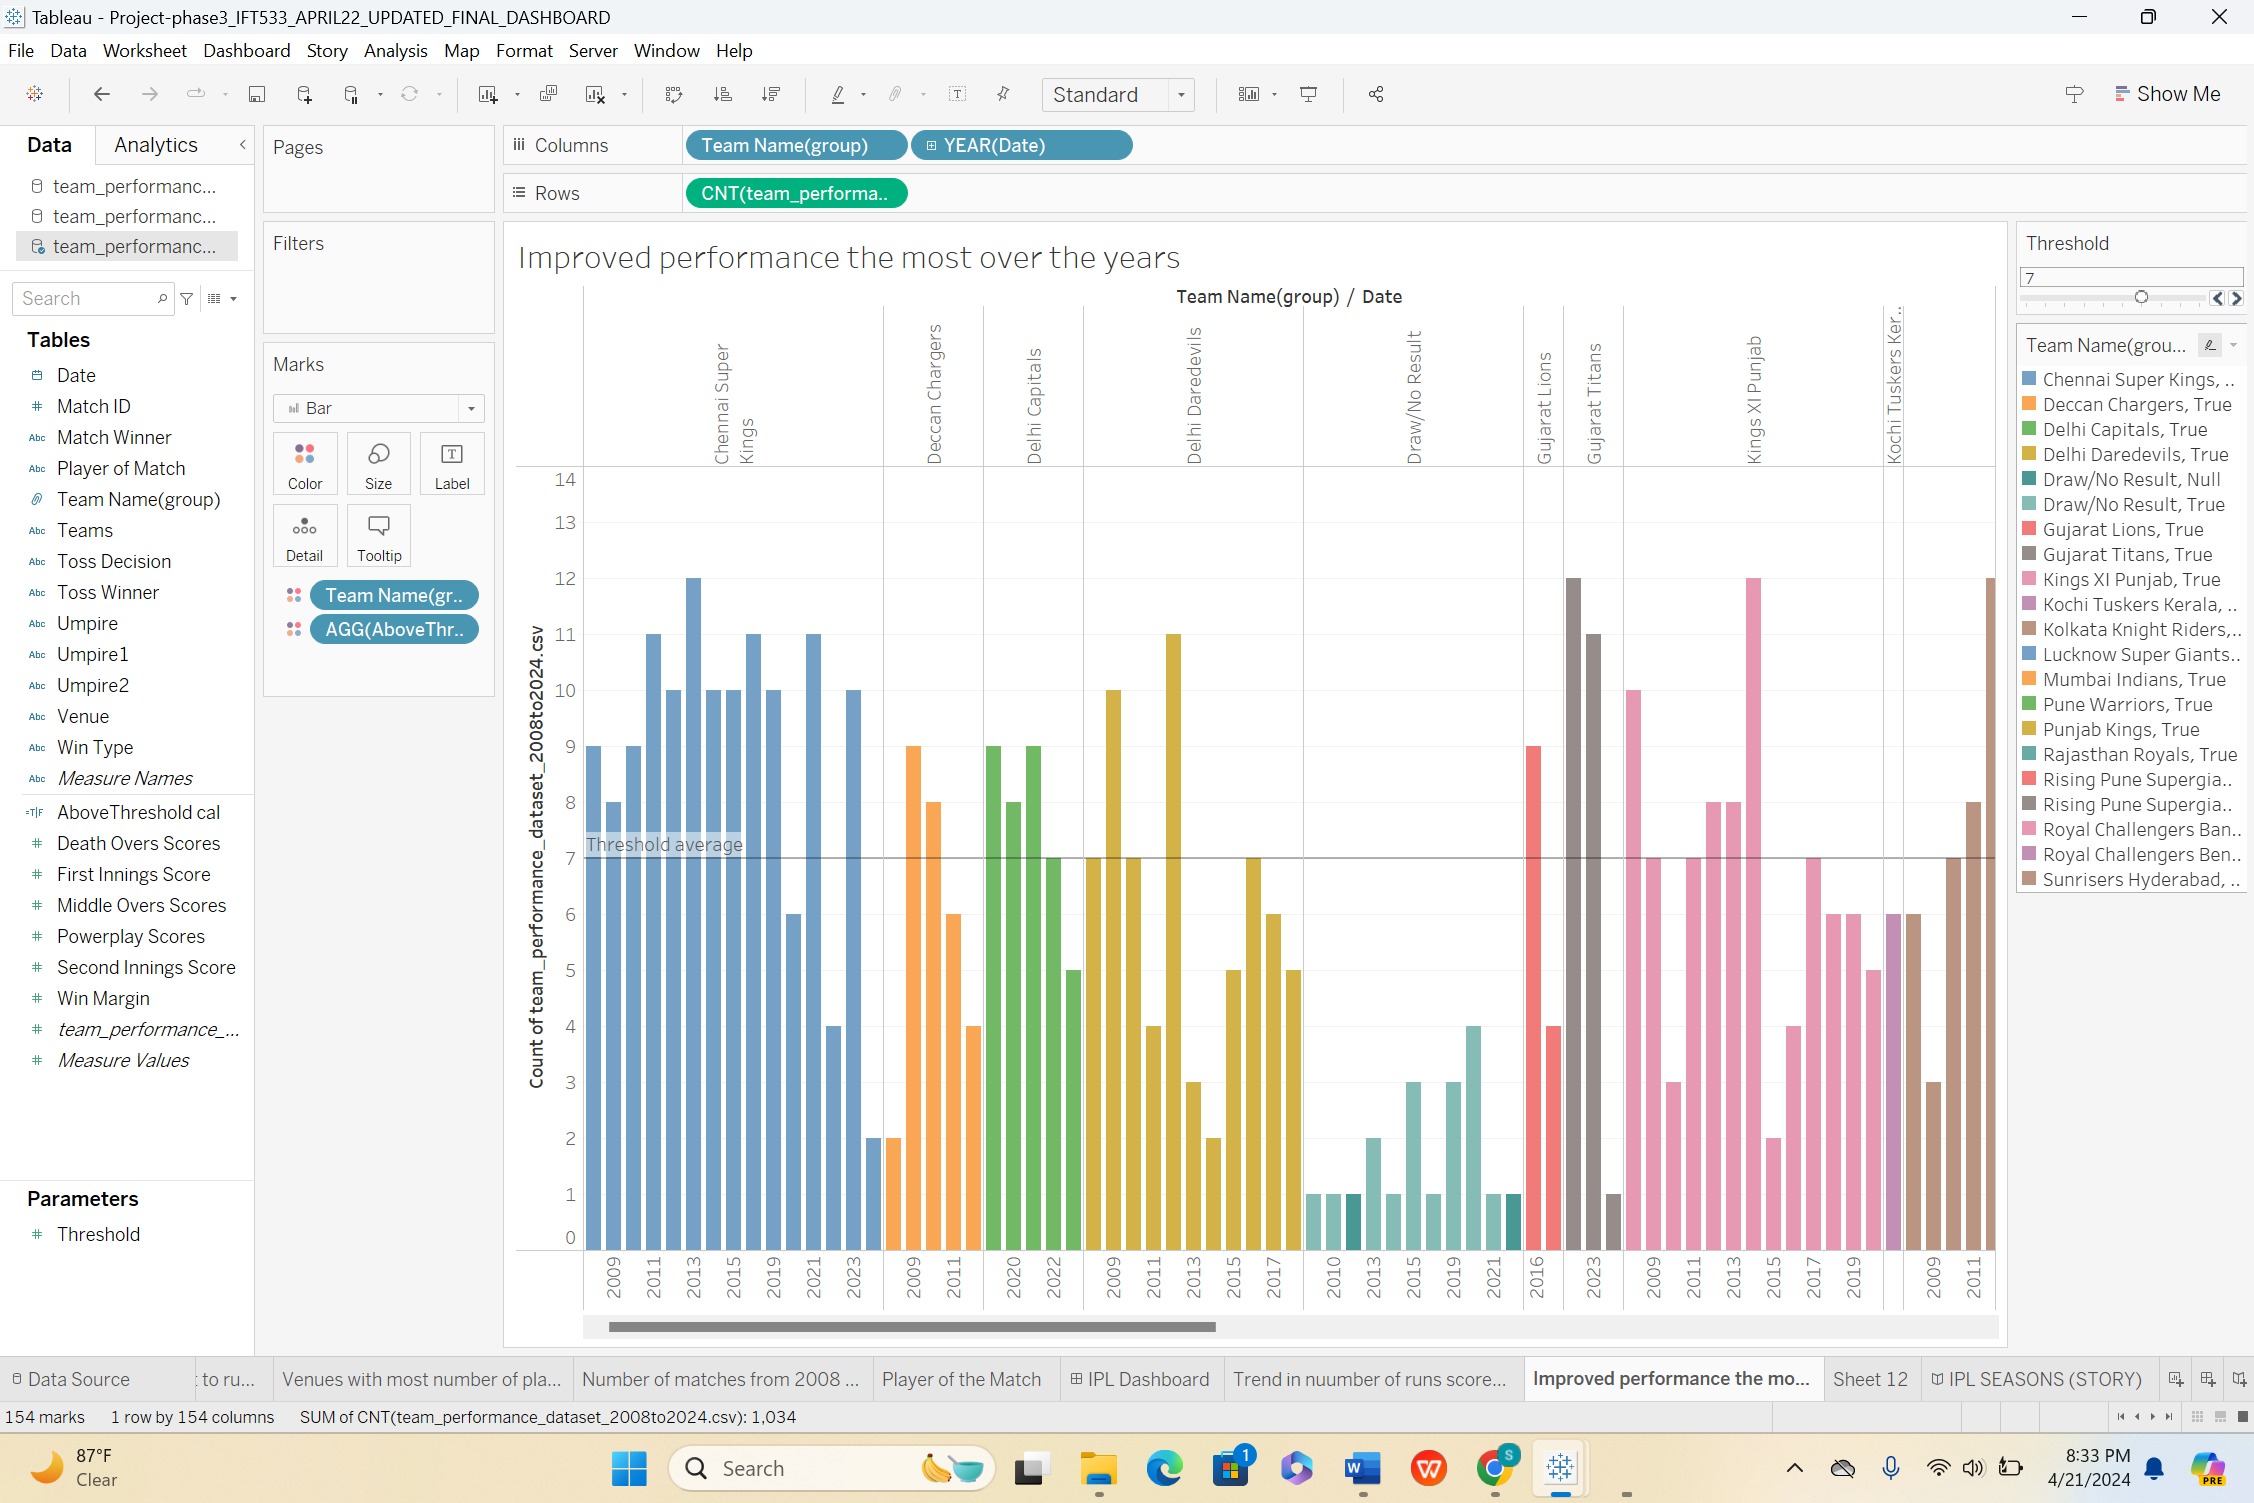 Tableau - Project-phase3_IFT533_APRIL22_UPDATED_FINAL_DASHBOARD
File Data Worksheet Dashboard Story Analysis Map Format Server Window Help
Standard
Show Me
Data Analytics
team_performanc...
team_performanc...
team_performanc...
Search
Tables
Date
# Match ID
Abc Match Winner
Abc Player of Match
Team Name(group)
Abc Teams
Abc Toss Decision
Abc Toss Winner
Abc Umpire
Abc Umpire1
Abc Umpire2
Abc Venue
Abc Win Type
Abc Measure Names
=T|F AboveThreshold cal
# Death Overs Scores
# First Innings Score
# Middle Overs Scores
# Powerplay Scores
# Second Innings Score
# Win Margin
# team_performance_...
# Measure Values
Parameters
# Threshold
Pages
Filters
Marks
Bar
Color Size Label
Detail Tooltip
Team Name(gr..
AGG(AboveThr..
Columns Team Name(group) YEAR(Date)
Rows CNT(team_performa..
Improved performance the most over the years
Team Name(group) / Date
Chennai Super
Kings
Deccan Chargers
Delhi Capitals
Delhi Daredevils
Draw/No Result
Gujarat Lions
Gujarat Titans
Kings XI Punjab
Kochi Tuskers Ker..
Count of team_performance_dataset_2008to2024.csv
14
13
12
11
10
9
8
7
6
5
4
3
2
1
0
Threshold average
2009 2011 2013 2015 2019 2021 2023 2009 2011 2020 2022 2009 2011 2013 2015 2017 2010 2013 2015 2019 2021 2016 2023 2009 2011 2013 2015 2017 2019 2009 2011
Threshold
7
Team Name(grou...
Chennai Super Kings, ..
Deccan Chargers, True
Delhi Capitals, True
Delhi Daredevils, True
Draw/No Result, Null
Draw/No Result, True
Gujarat Lions, True
Gujarat Titans, True
Kings XI Punjab, True
Kochi Tuskers Kerala, ..
Kolkata Knight Riders,..
Lucknow Super Giants..
Mumbai Indians, True
Pune Warriors, True
Punjab Kings, True
Rajasthan Royals, True
Rising Pune Supergia..
Rising Pune Supergia..
Royal Challengers Ban..
Royal Challengers Ben..
Sunrisers Hyderabad, ..
Data Source to ru... Venues with most number of pla... Number of matches from 2008 ... Player of the Match IPL Dashboard Trend in nuumber of runs score... Improved performance the mo... Sheet 12 IPL SEASONS (STORY)
154 marks 1 row by 154 columns SUM of CNT(team_performance_dataset_2008to2024.csv): 1,034
87°F
Clear
Search
1
S
W
PRE
8:33 PM
4/21/2024